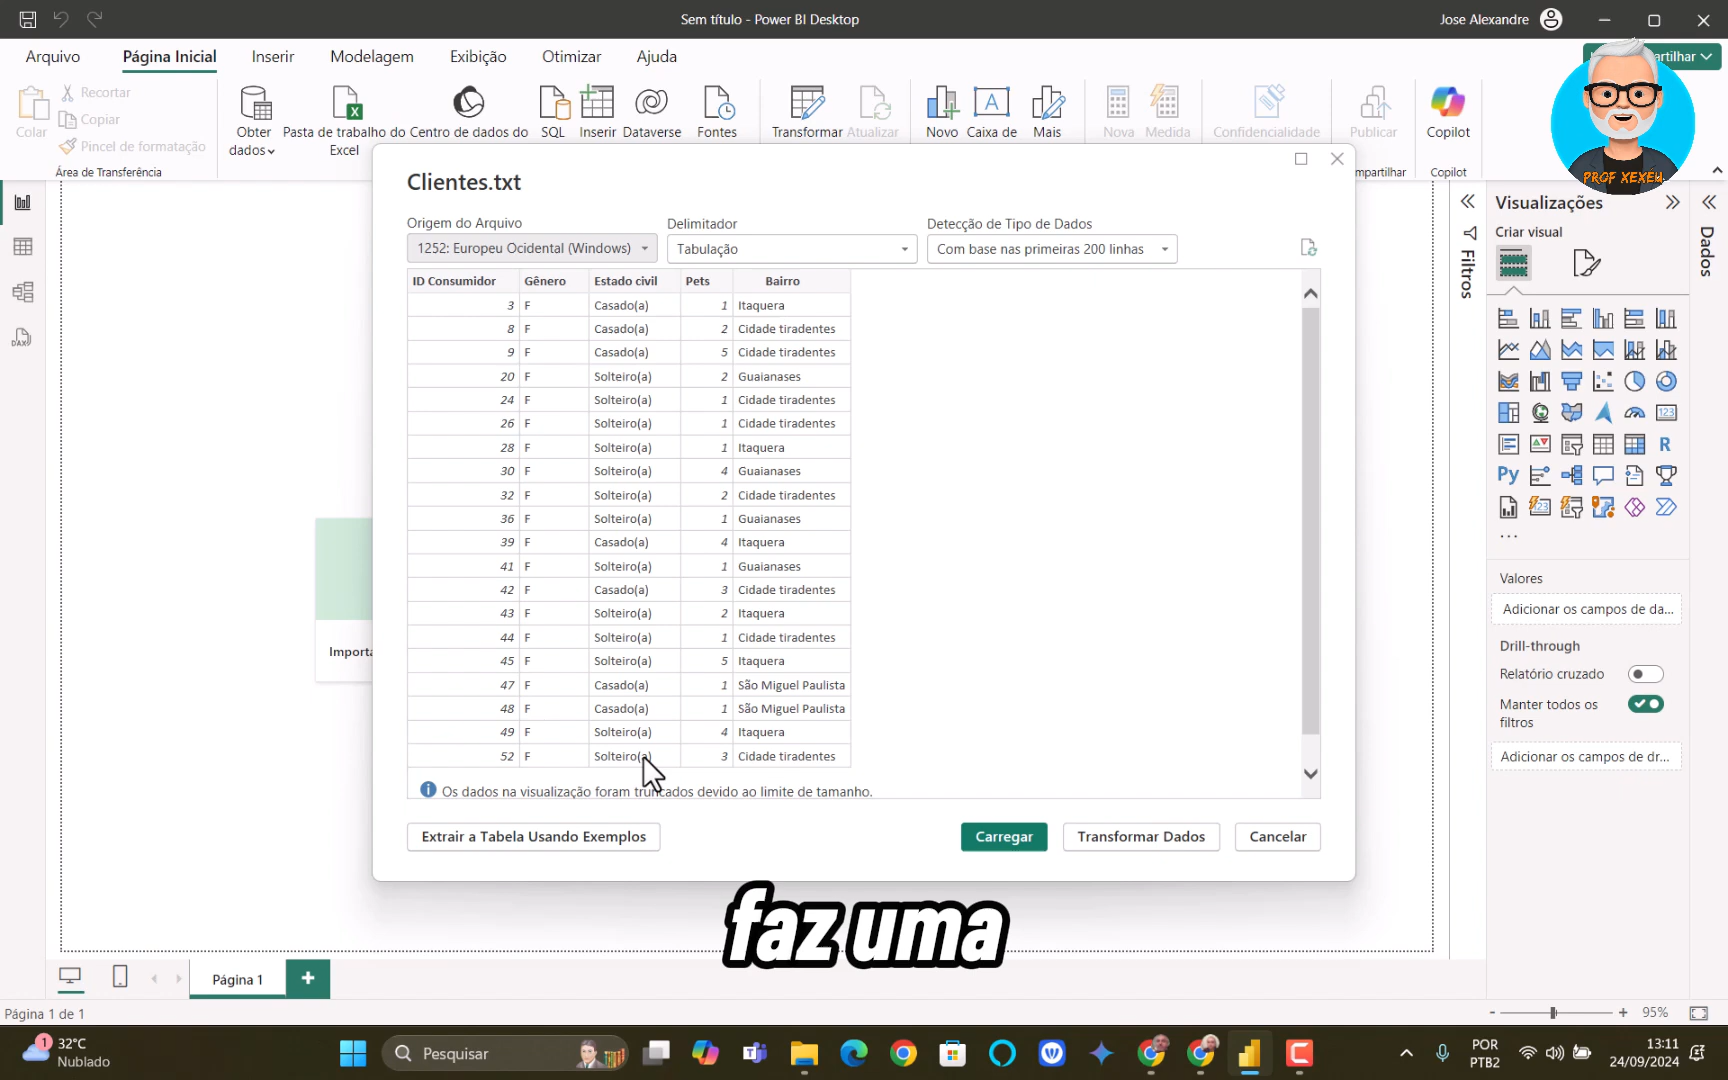 Sem título - Power BI Desktop
Jose Alexandre
Arquivo
Página Inicial
Inserir
Modelagem
Exibição
Otimizar
Ajuda
artilhar
Colar
Recortar
Copiar
Pincel de formatação
Área de Transferência
Obter
dados
Pasta de trabalho do
Excel
Centro de dados do
SQL
Inserir
Dataverse
Fontes
Transformar
Atualizar
Novo
Caixa de
Mais
Nova
Medida
Confidencialidade
Publicar
mpartilhar
Copilot
Copilot
PROF XEXEU
Clientes.txt
Origem do Arquivo
Delimitador
Detecção de Tipo de Dados
1252: Europeu Ocidental (Windows)
Tabulação
Com base nas primeiras 200 linhas
ID Consumidor Gênero Estado civil Pets Bairro
3 F Casado(a) 1 Itaquera
8 F Casado(a) 2 Cidade tiradentes
9 F Casado(a) 5 Cidade tiradentes
20 F Solteiro(a) 2 Guaianases
24 F Solteiro(a) 1 Cidade tiradentes
26 F Solteiro(a) 1 Cidade tiradentes
28 F Solteiro(a) 1 Itaquera
30 F Solteiro(a) 4 Guaianases
32 F Solteiro(a) 2 Cidade tiradentes
36 F Solteiro(a) 1 Guaianases
39 F Casado(a) 4 Itaquera
41 F Solteiro(a) 1 Guaianases
42 F Casado(a) 3 Cidade tiradentes
43 F Solteiro(a) 2 Itaquera
44 F Solteiro(a) 1 Cidade tiradentes
45 F Solteiro(a) 5 Itaquera
47 F Casado(a) 1 São Miguel Paulista
48 F Casado(a) 1 São Miguel Paulista
49 F Solteiro(a) 4 Itaquera
52 F Solteiro(a) 3 Cidade tiradentes
Os dados na visualização foram truncados devido ao limite de tamanho.
Extrair a Tabela Usando Exemplos
Carregar
Transformar Dados
Cancelar
Importa
faz uma
Filtros
Visualizações
Criar visual
Dados
DAX
123
R
Py
123
...
Valores
Adicionar os campos de da...
Drill-through
Relatório cruzado
Manter todos os
filtros
Adicionar os campos de dr...
Página 1
+
Página 1 de 1
- + 95%
1
32°C
Nublado
Pesquisar
POR
PTB2
13:11
24/09/2024